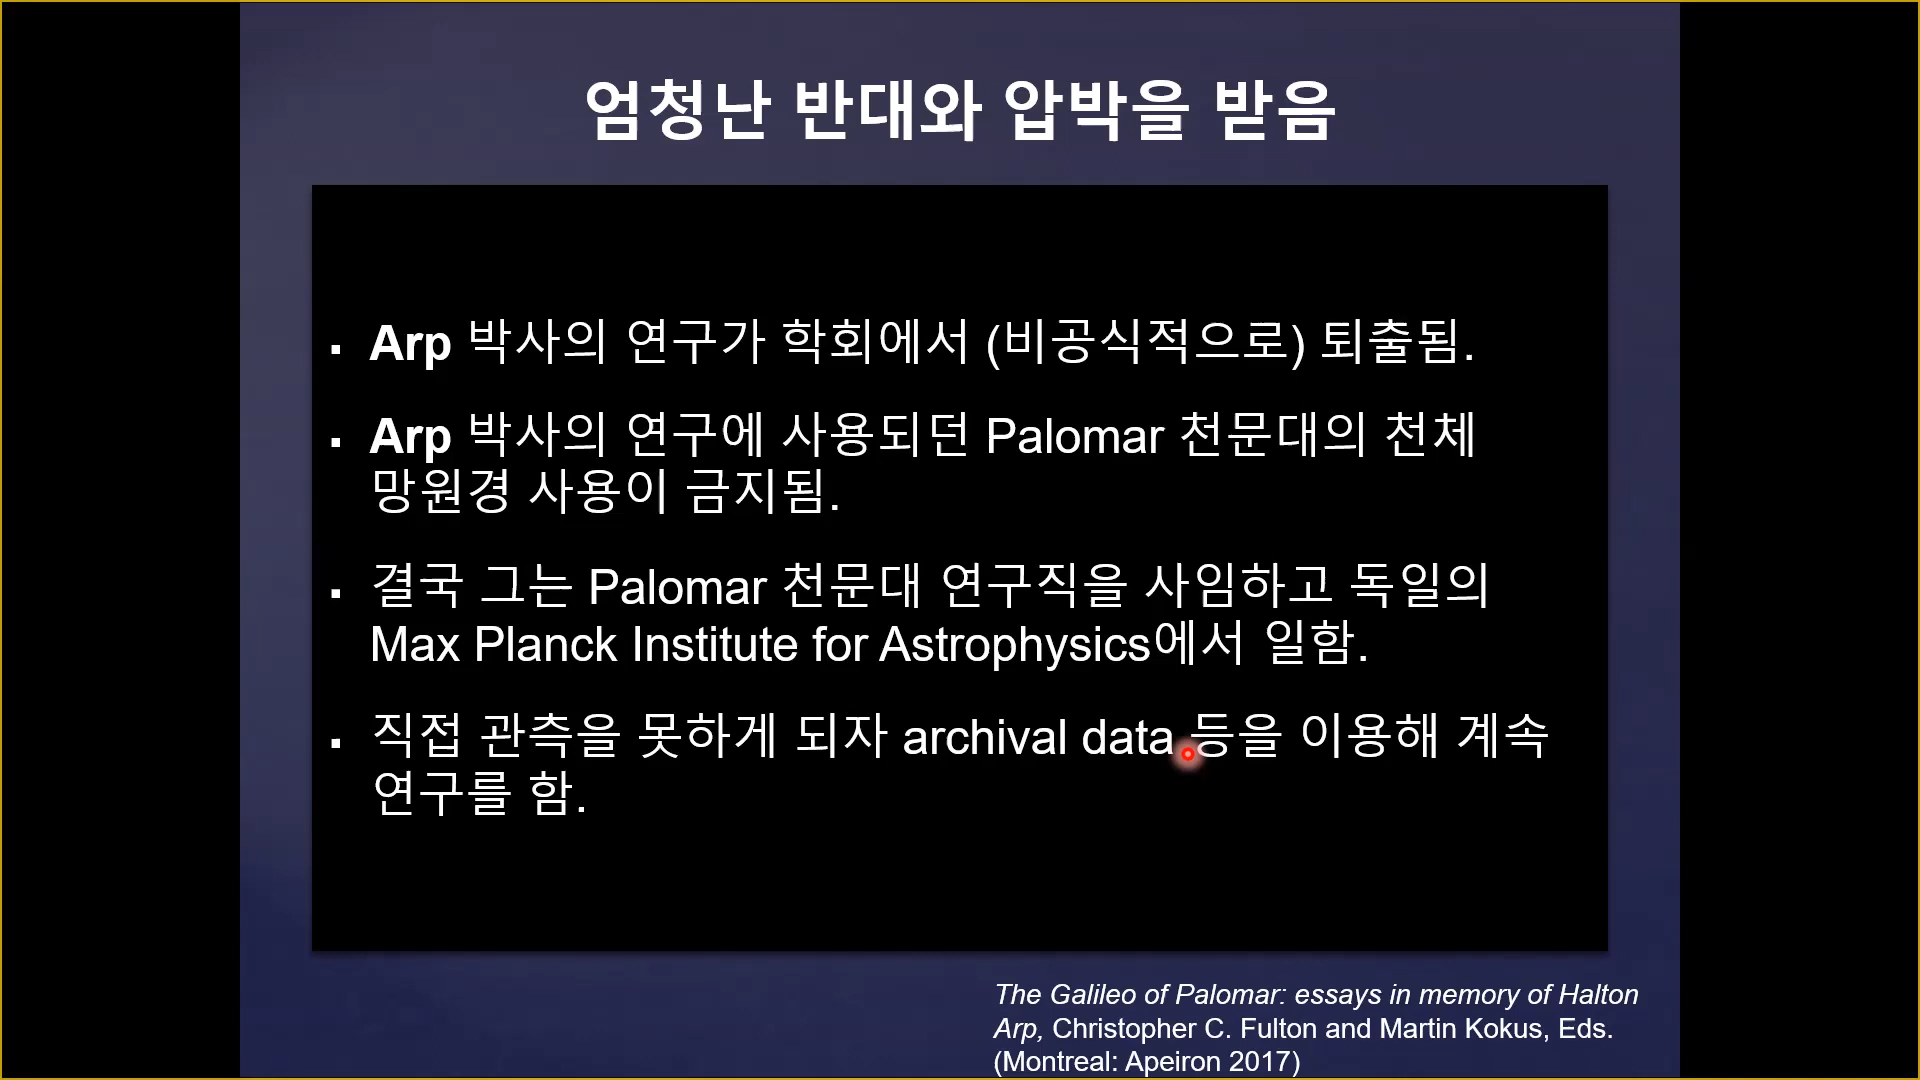 엄청난 반대와 압박을 받음
▪ Arp 박사의 연구가 학회에서 (비공식적으로) 퇴출됨.
▪ Arp 박사의 연구에 사용되던 Palomar 천문대의 천체
망원경 사용이 금지됨.
▪ 결국 그는 Palomar 천문대 연구직을 사임하고 독일의
Max Planck Institute for Astrophysics에서 일함.
▪ 직접 관측을 못하게 되자 archival data 등을 이용해 계속
연구를 함.
The Galileo of Palomar: essays in memory of Halton
Arp, Christopher C. Fulton and Martin Kokus, Eds.
(Montreal: Apeiron 2017)